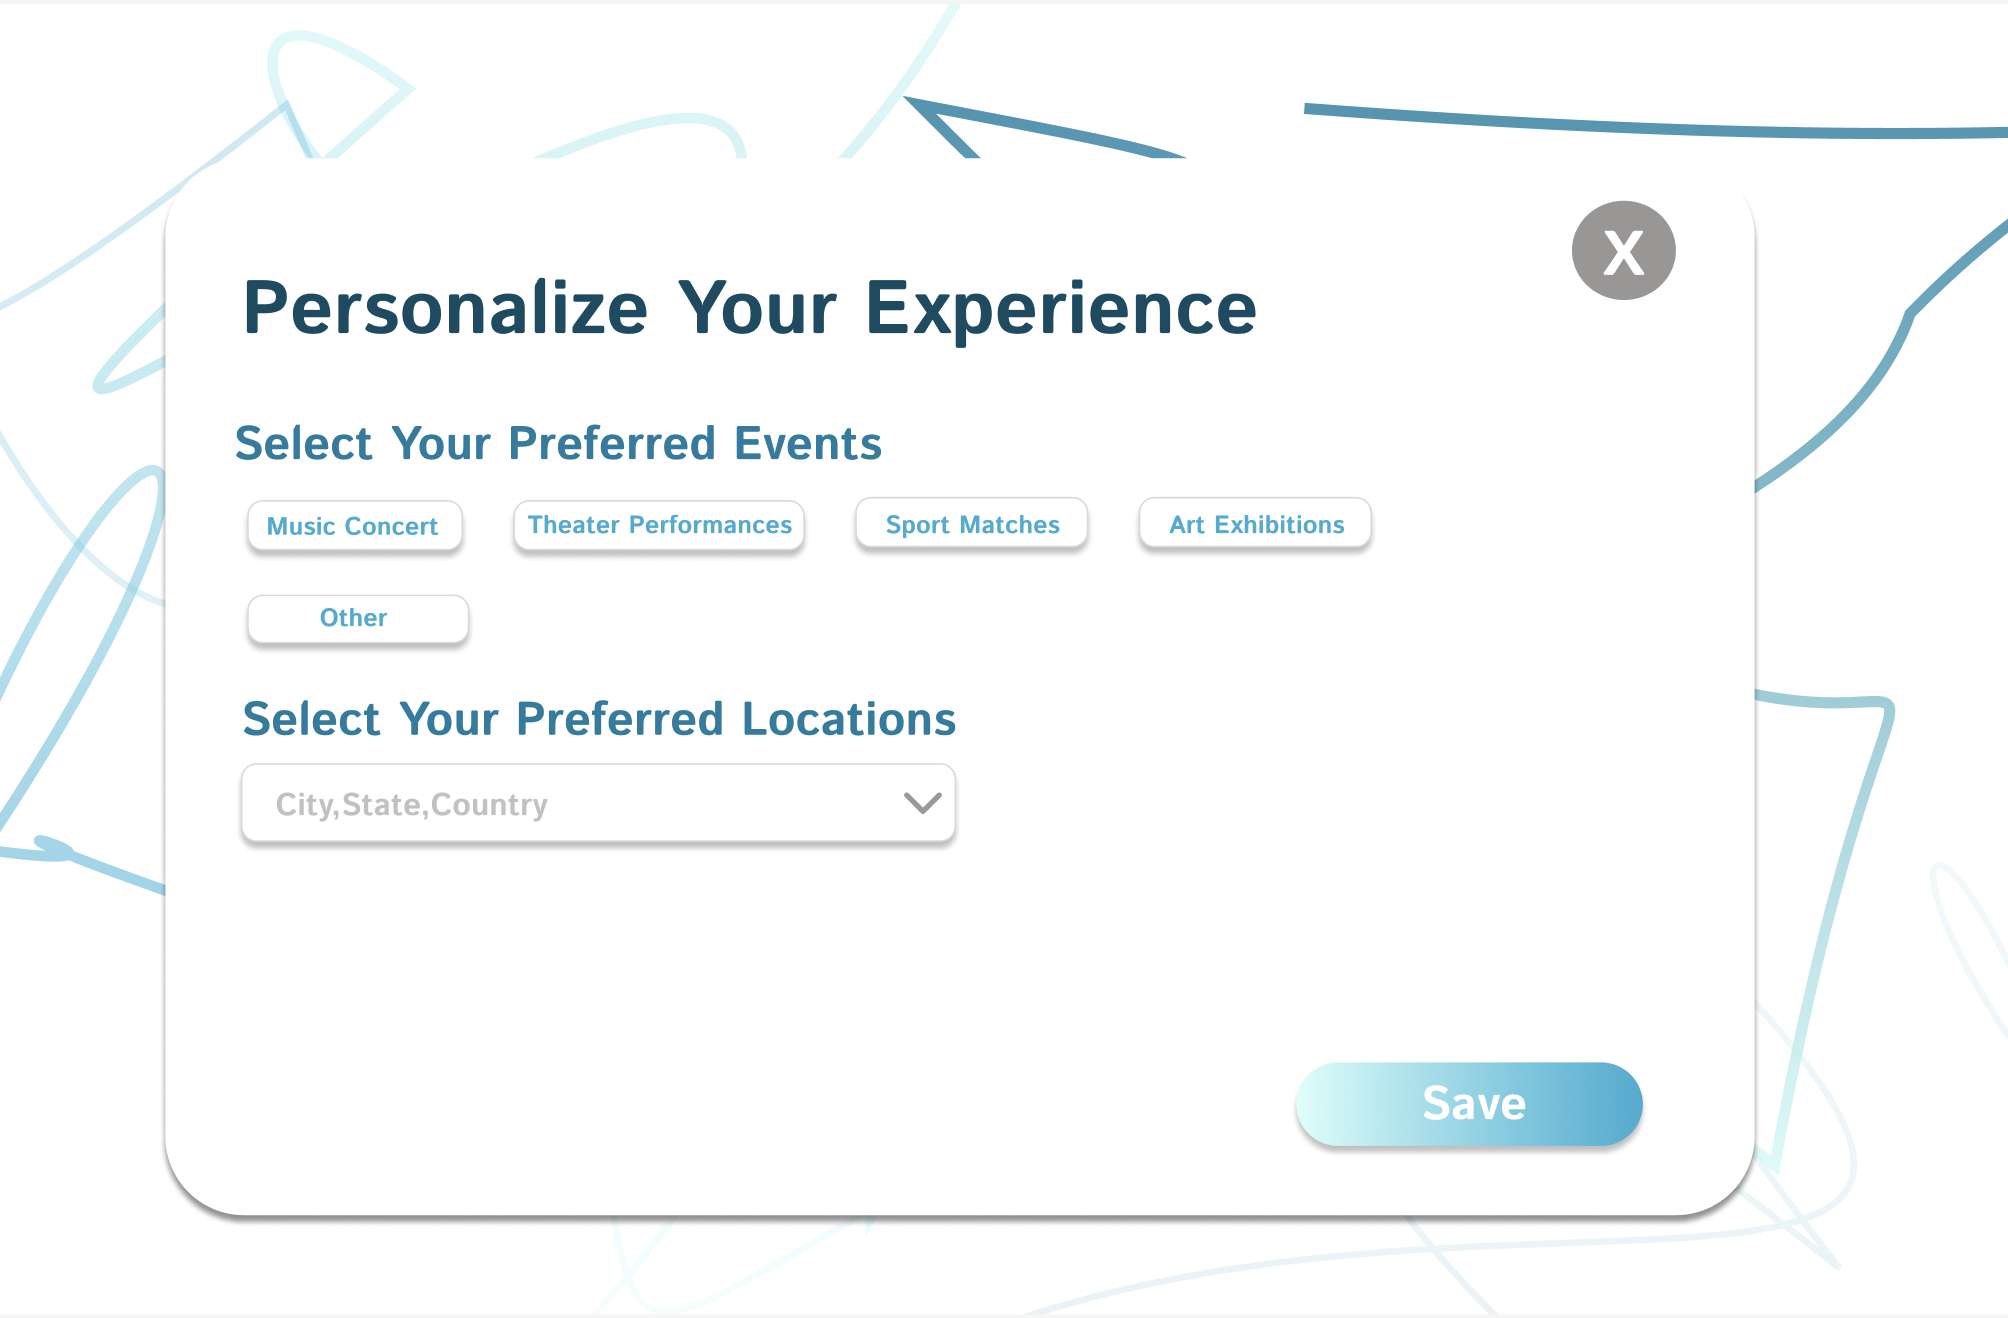 X
Personalize Your Experience
Select Your Preferred Events
Music Concert
Theater Performances
Sport Matches
Art Exhibitions
Other
Select Your Preferred Locations
City,State,Country
Save